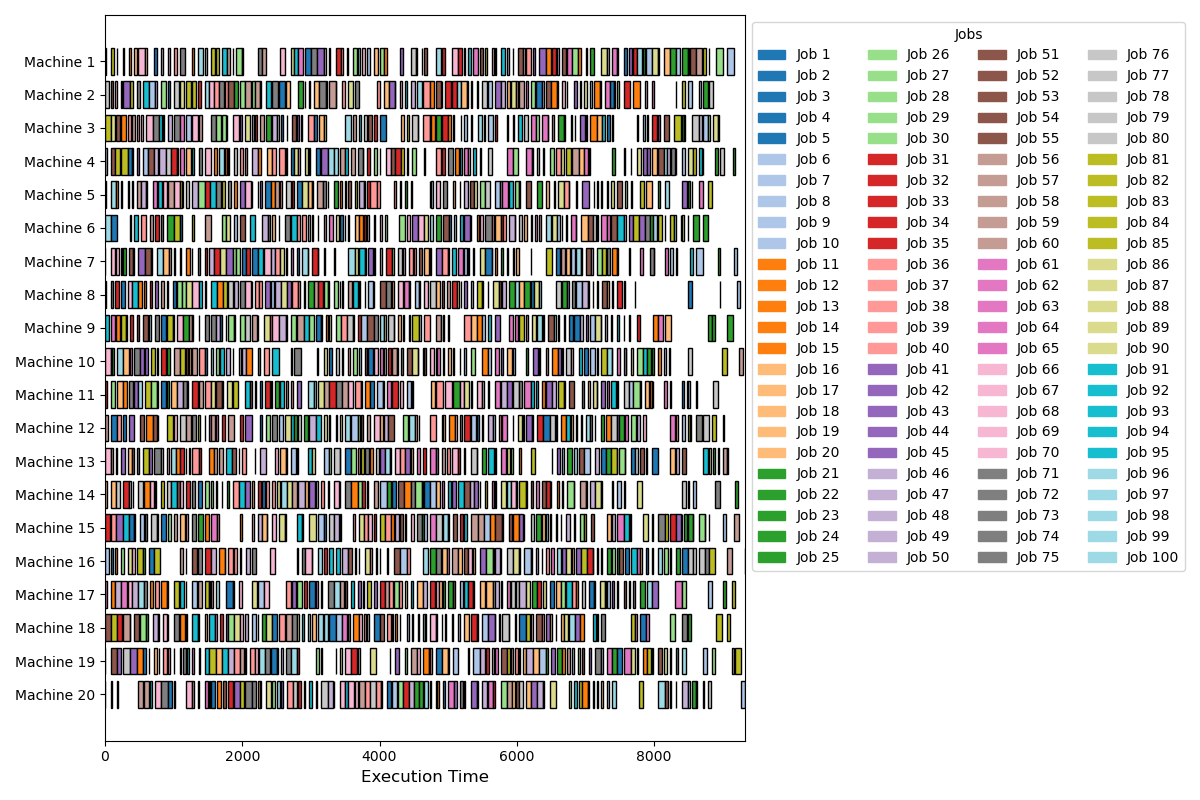 Machine 1
Machine 2
Machine 3
Machine 4
Machine 5
Machine 6
Machine 7
Machine 8
Machine 9
Machine 10
Machine 11
Machine 12
Machine 13
Machine 14
Machine 15
Machine 16
Machine 17
Machine 18
Machine 19
Machine 20
0 2000 4000 6000 8000
Execution Time
Jobs
Job 1 Job 26 Job 51 Job 76
Job 2 Job 27 Job 52 Job 77
Job 3 Job 28 Job 53 Job 78
Job 4 Job 29 Job 54 Job 79
Job 5 Job 30 Job 55 Job 80
Job 6 Job 31 Job 56 Job 81
Job 7 Job 32 Job 57 Job 82
Job 8 Job 33 Job 58 Job 83
Job 9 Job 34 Job 59 Job 84
Job 10 Job 35 Job 60 Job 85
Job 11 Job 36 Job 61 Job 86
Job 12 Job 37 Job 62 Job 87
Job 13 Job 38 Job 63 Job 88
Job 14 Job 39 Job 64 Job 89
Job 15 Job 40 Job 65 Job 90
Job 16 Job 41 Job 66 Job 91
Job 17 Job 42 Job 67 Job 92
Job 18 Job 43 Job 68 Job 93
Job 19 Job 44 Job 69 Job 94
Job 20 Job 45 Job 70 Job 95
Job 21 Job 46 Job 71 Job 96
Job 22 Job 47 Job 72 Job 97
Job 23 Job 48 Job 73 Job 98
Job 24 Job 49 Job 74 Job 99
Job 25 Job 50 Job 75 Job 100